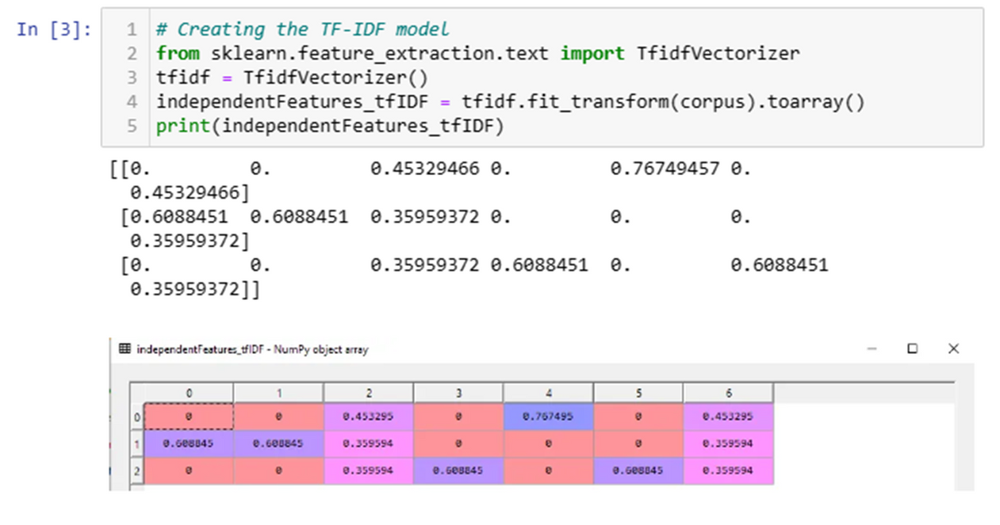 In [3]:
1 # Creating the TF-IDF model
2 from sklearn.feature_extraction.text import TfidfVectorizer
3 tfidf = TfidfVectorizer()
4 independentFeatures_tfIDF = tfidf.fit_transform(corpus).toarray()
5 print(independentFeatures_tfIDF)
[[0. 0. 0.45329466 0. 0.76749457 0.
0.45329466]
[0.6088451 0.6088451 0.35959372 0. 0. 0.
0.35959372]
[0. 0. 0.35959372 0.6088451 0. 0.6088451
0.35959372]]
independentFeatures_tfIDF - NumPy object array
0 1 2 3 4 5 6
0 0 0 0.453295 0 0.767495 0 0.453295
1 0.608845 0.608845 0.359594 0 0 0 0.359594
2 0 0 0.359594 0.608845 0 0.608845 0.359594